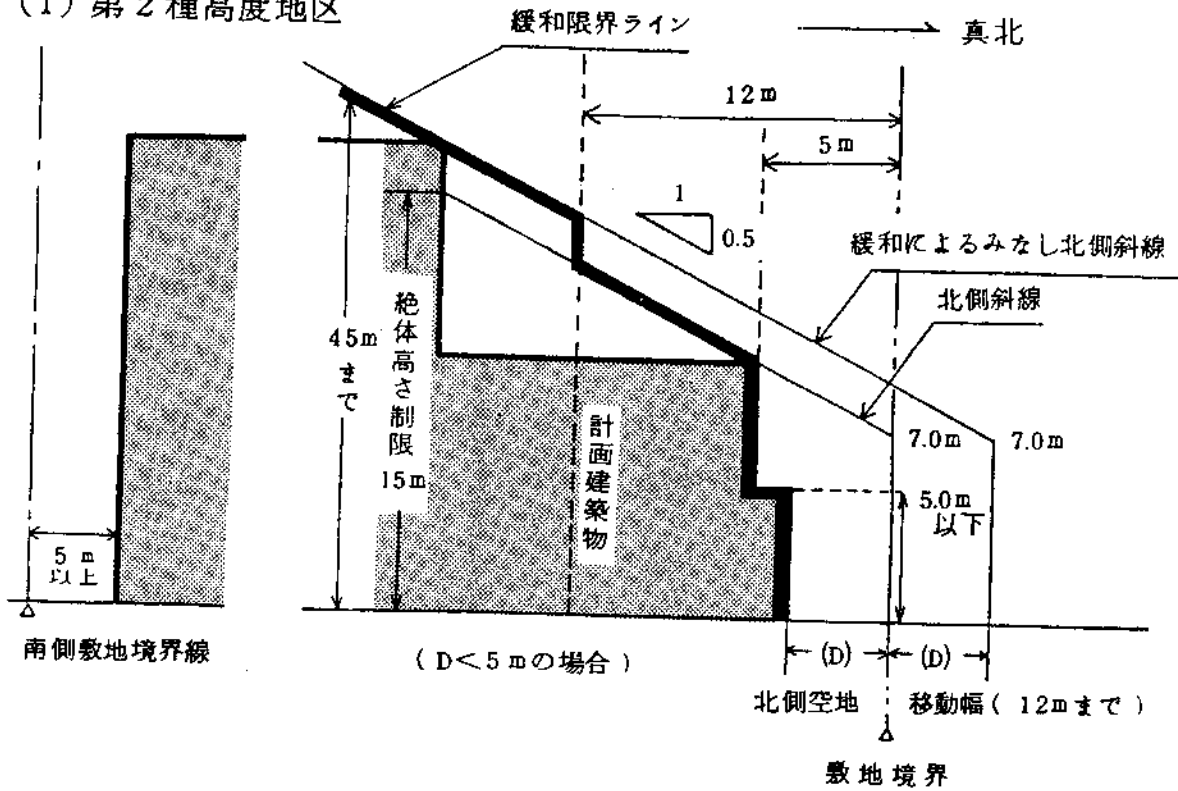 (1) 第2種高度地区
緩和限界ライン
真北
12m
5m
1
0.5
緩和によるみなし北側斜線
北側斜線
45m
まで
絶体高さ制限
15m
計画建築物
7.0m
7.0m
5.0m
以下
5 m
以上
南側敷地境界線
(D<5mの場合)
(D)
(D)
北側空地
移動幅(12mまで)
敷地境界